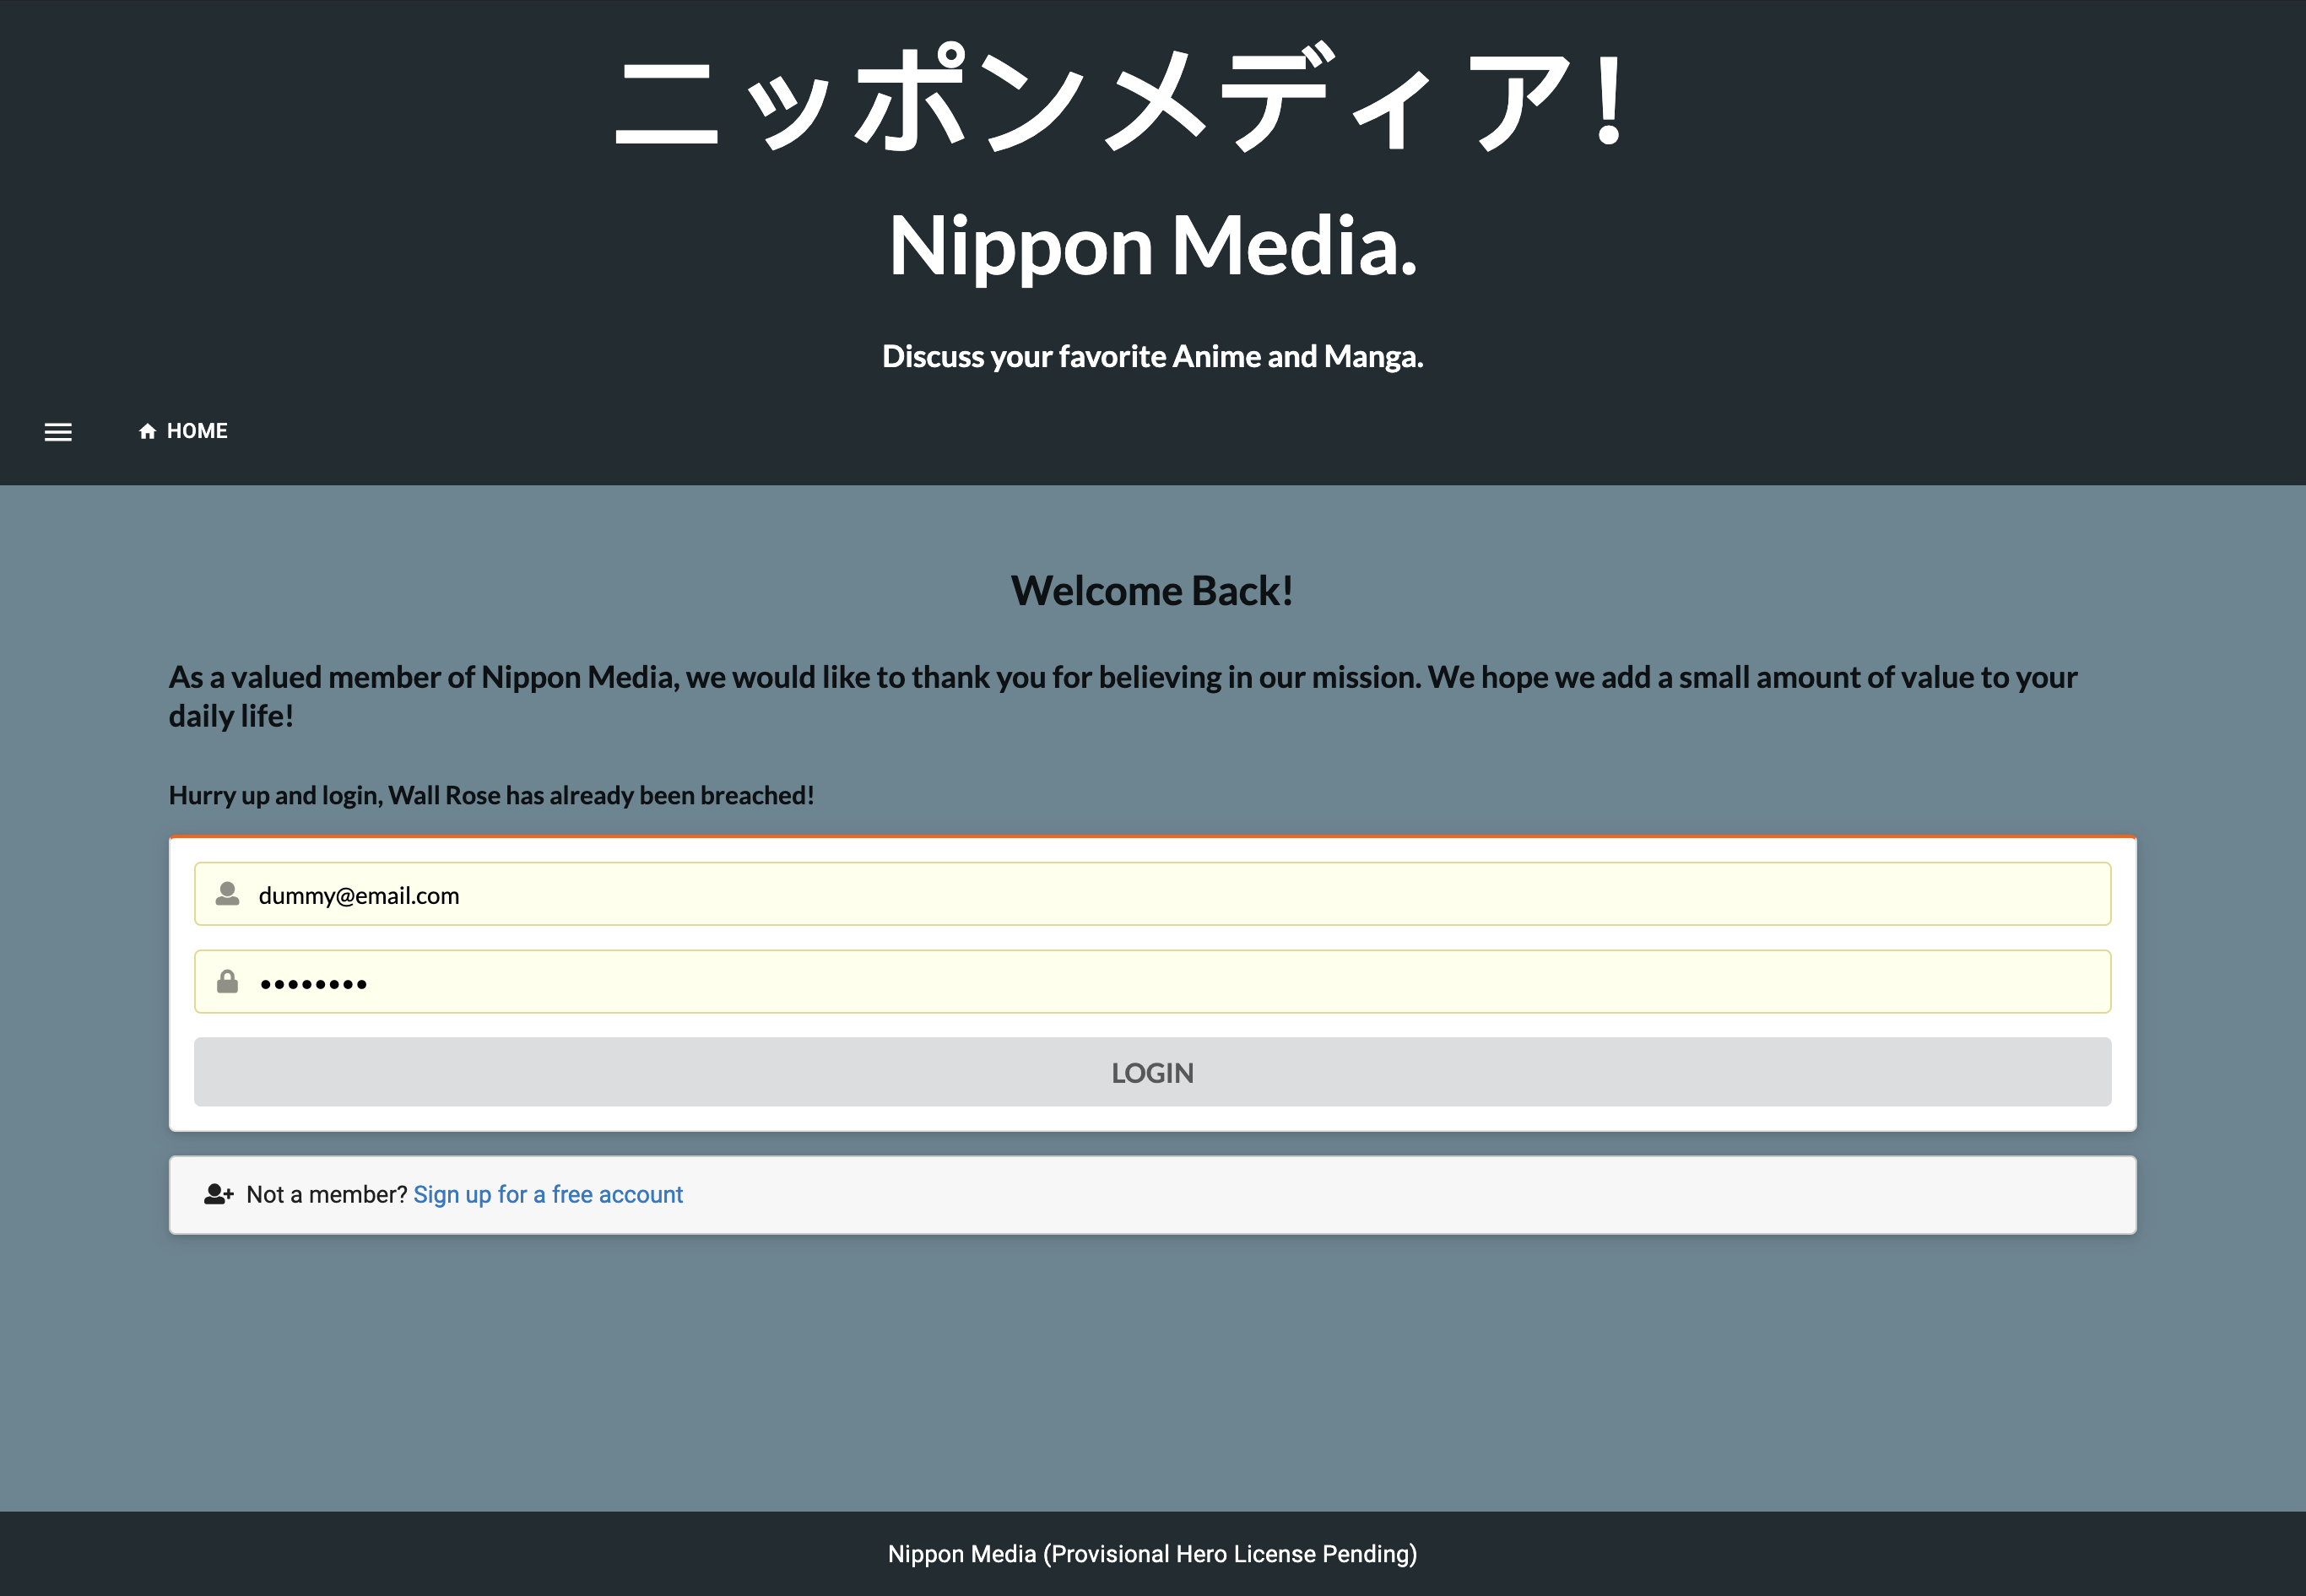 ニッポンメディア!
Nippon Media.
Discuss your favorite Anime and Manga.
HOME
Welcome Back!
As a valued member of Nippon Media, we would like to thank you for believing in our mission. We hope we add a small amount of value to your
daily life!
Hurry up and login, Wall Rose has already been breached!
dummy@email.com
••••••••
LOGIN
Not a member? Sign up for a free account
Nippon Media (Provisional Hero License Pending)